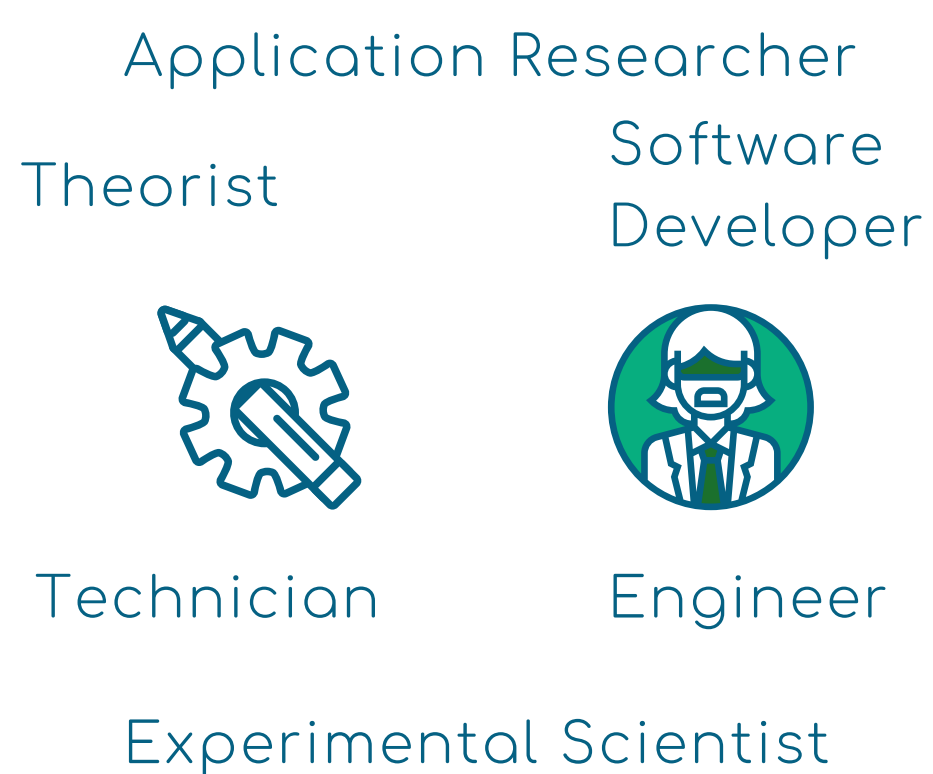 Application Researcher
Theorist
Software
Developer
Technician
Engineer
Experimental Scientist